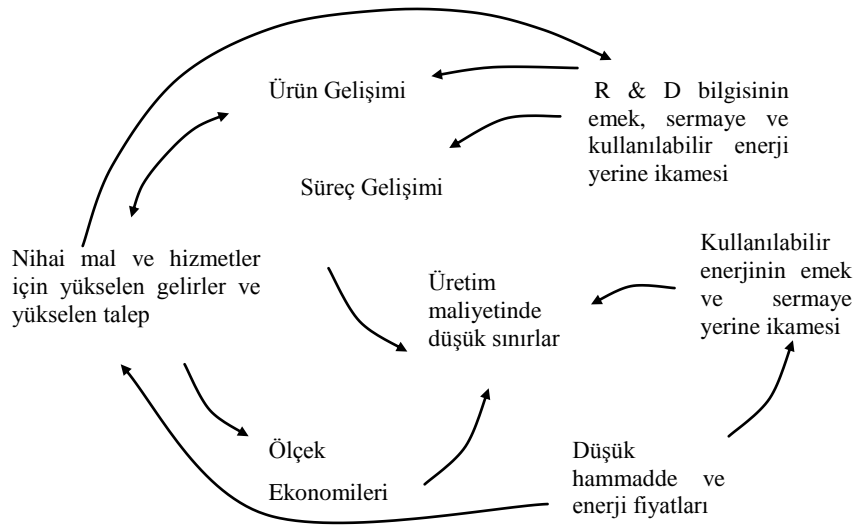 Ürün Gelişimi
R & D bilgisinin
emek, sermaye ve
kullanılabilir enerji
yerine ikamesi
Süreç Gelişimi
Nihai mal ve hizmetler
için yükselen gelirler ve
yükselen talep
Üretim
maliyetinde
düşük sınırlar
Kullanılabilir
enerjinin emek
ve sermaye
yerine ikamesi
Ölçek
Ekonomileri
Düşük
hammadde ve
enerji fiyatları